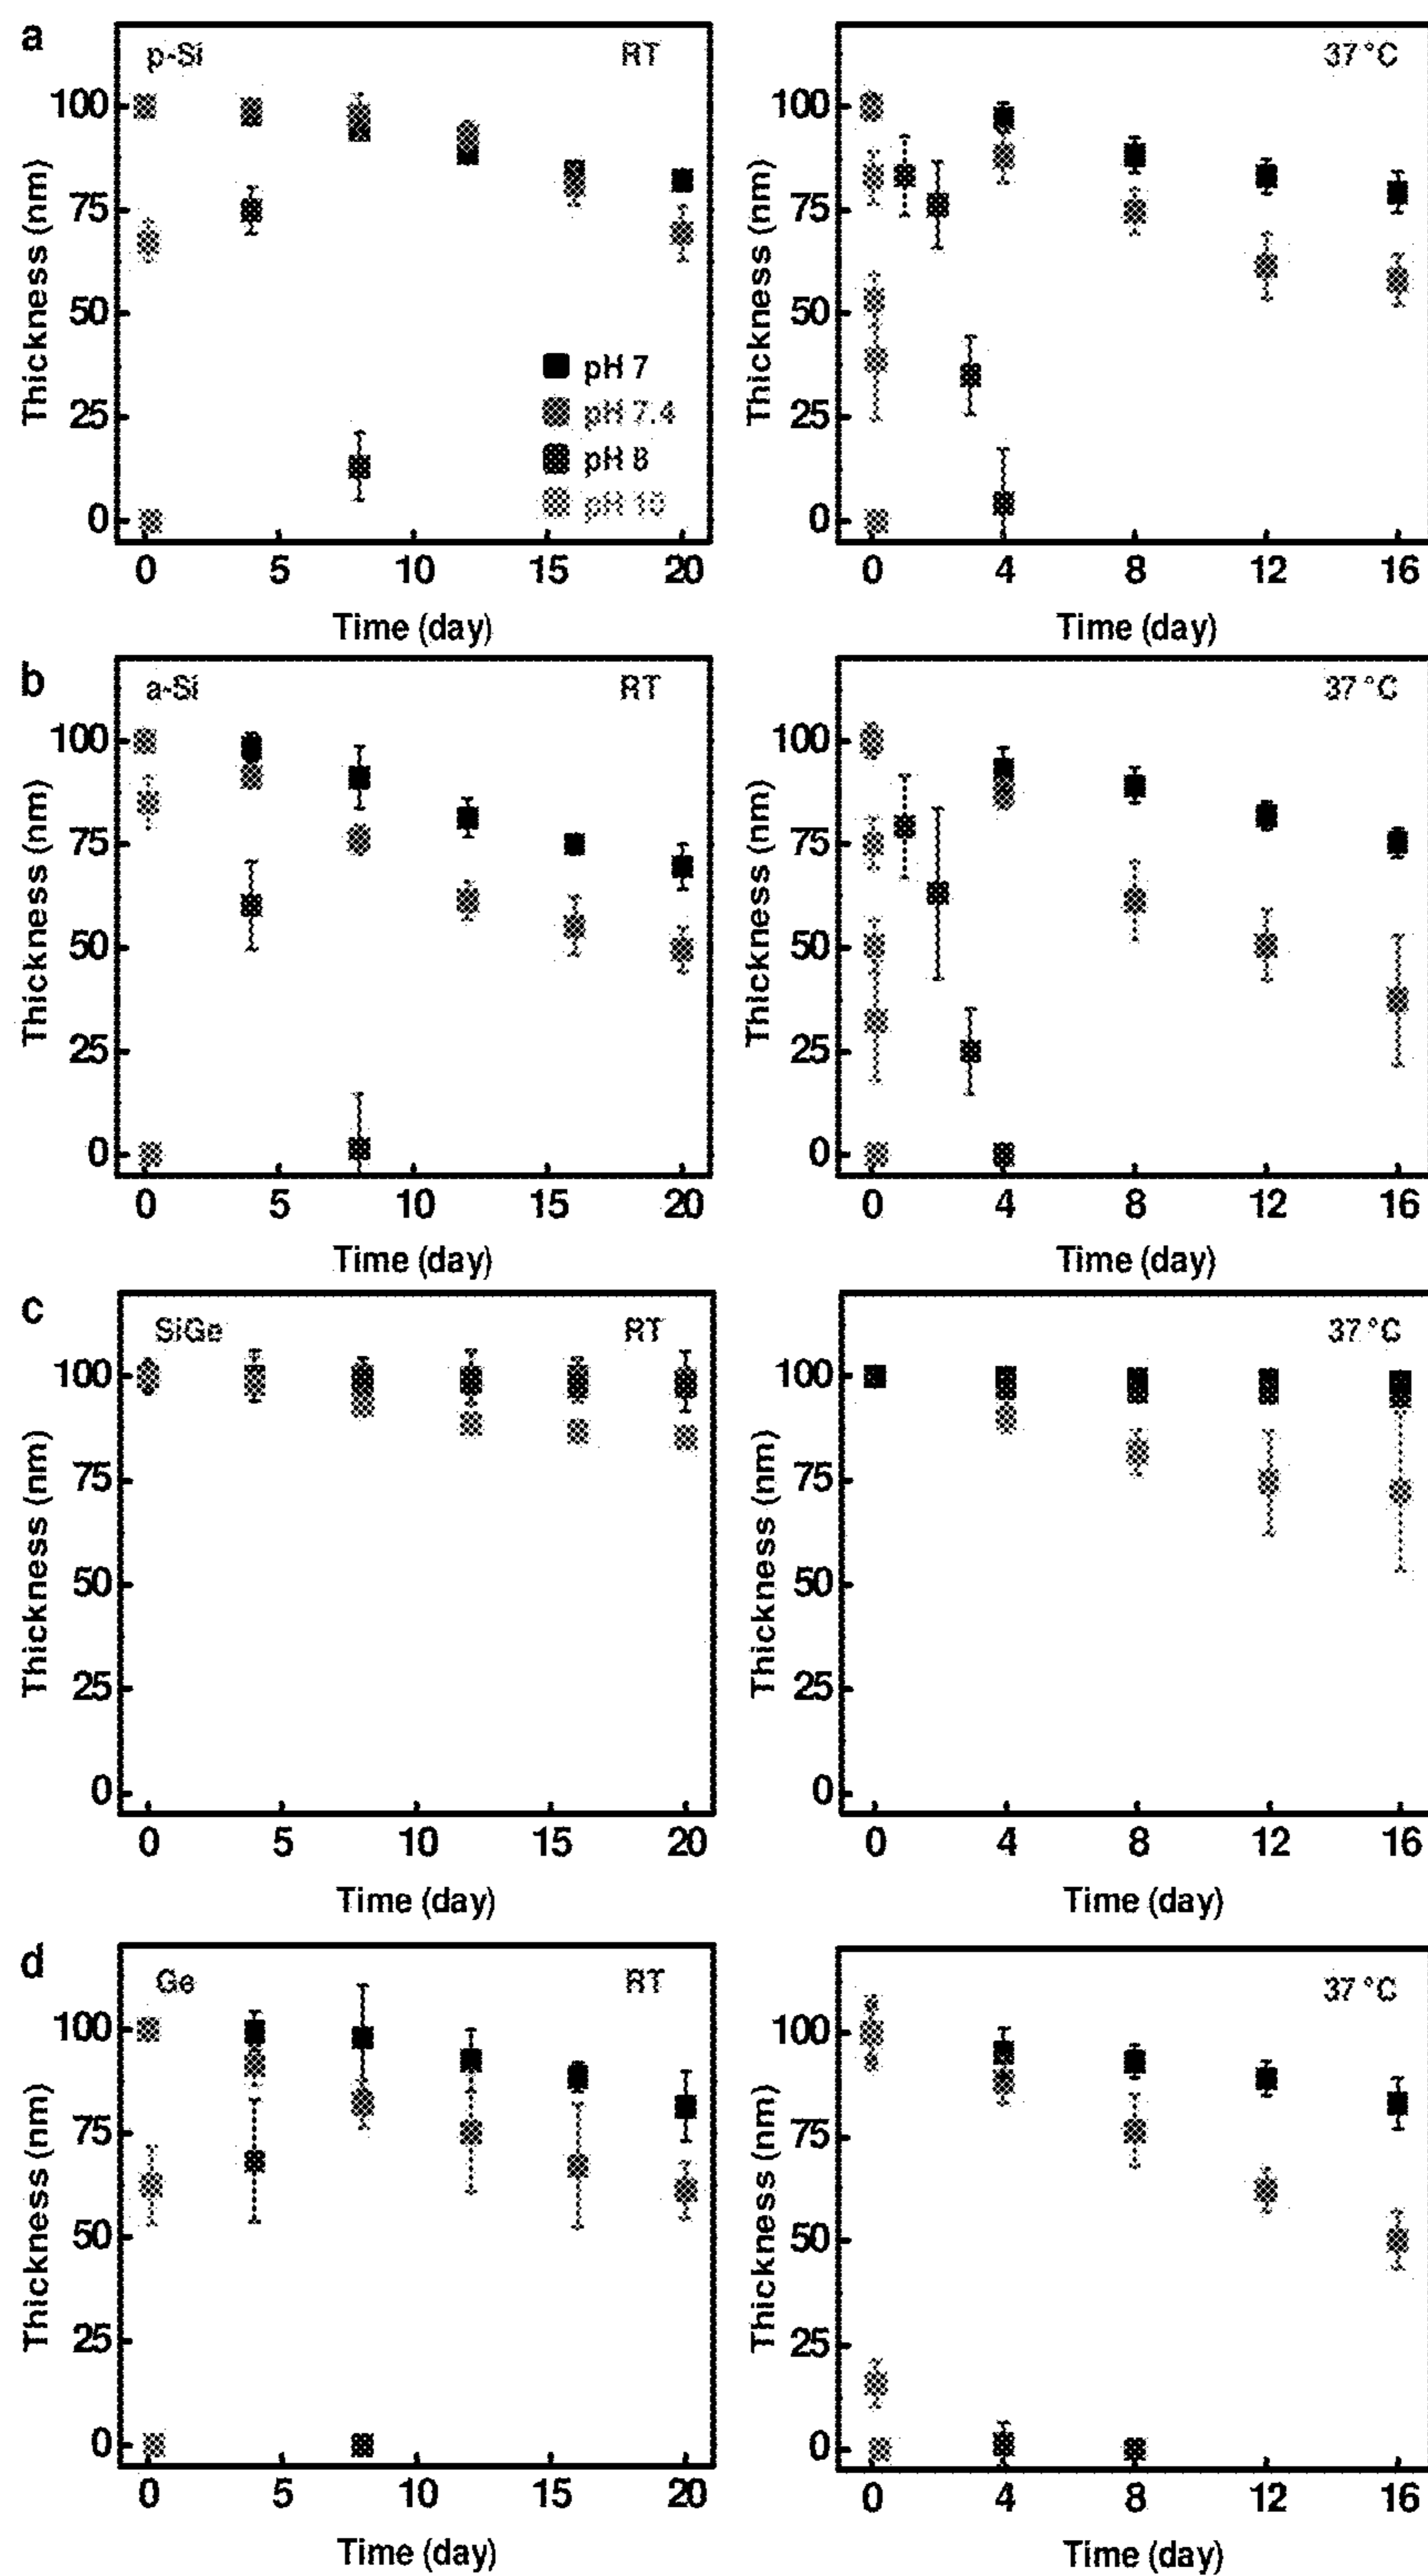 a
p-Si RT
100
75
50
25
0
Thickness (nm)
pH 7
pH 7.4
pH 8
pH 10
0 5 10 15 20
Time (day)
37 °C
100
75
50
25
0
Thickness (nm)
0 4 8 12 16
Time (day)
b
a-Si RT
100
75
50
25
0
Thickness (nm)
0 5 10 15 20
Time (day)
37 °C
100
75
50
25
0
Thickness (nm)
0 4 8 12 16
Time (day)
c
SiGe RT
100
75
50
25
0
Thickness (nm)
0 5 10 15 20
Time (day)
37 °C
100
75
50
25
0
Thickness (nm)
0 4 8 12 16
Time (day)
d
Ge RT
100
75
50
25
0
Thickness (nm)
0 5 10 15 20
Time (day)
37 °C
100
75
50
25
0
Thickness (nm)
0 4 8 12 16
Time (day)